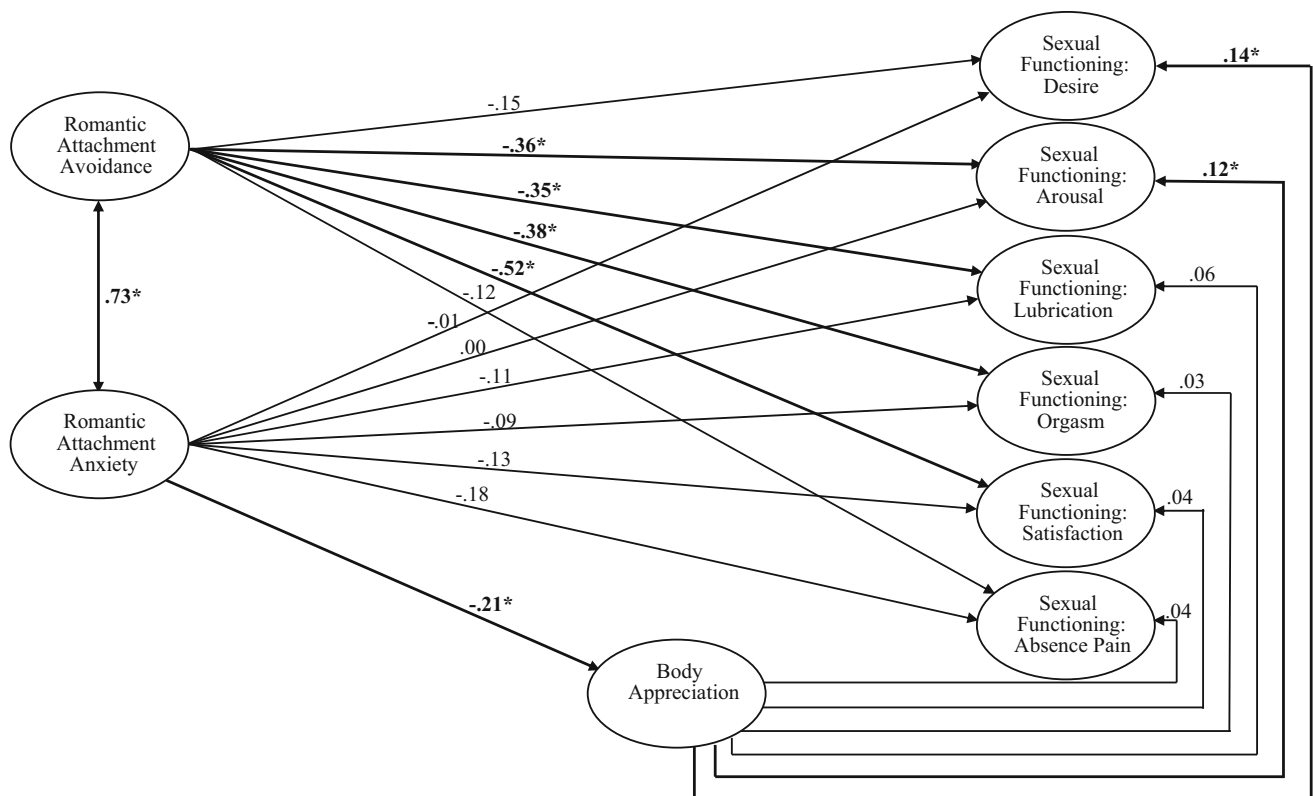 Romantic
Attachment
Avoidance
.73*
Romantic
Attachment
Anxiety
-.15
-.36*
-.35*
-.38*
-.52*
-.12
-.01
.00
-.11
-.09
-.13
-.18
-.21*
Body
Appreciation
Sexual
Functioning:
Desire
.14*
Sexual
Functioning:
Arousal
.12*
Sexual
Functioning:
Lubrication
.06
Sexual
Functioning:
Orgasm
.03
Sexual
Functioning:
Satisfaction
.04
Sexual
Functioning:
Absence Pain
.04